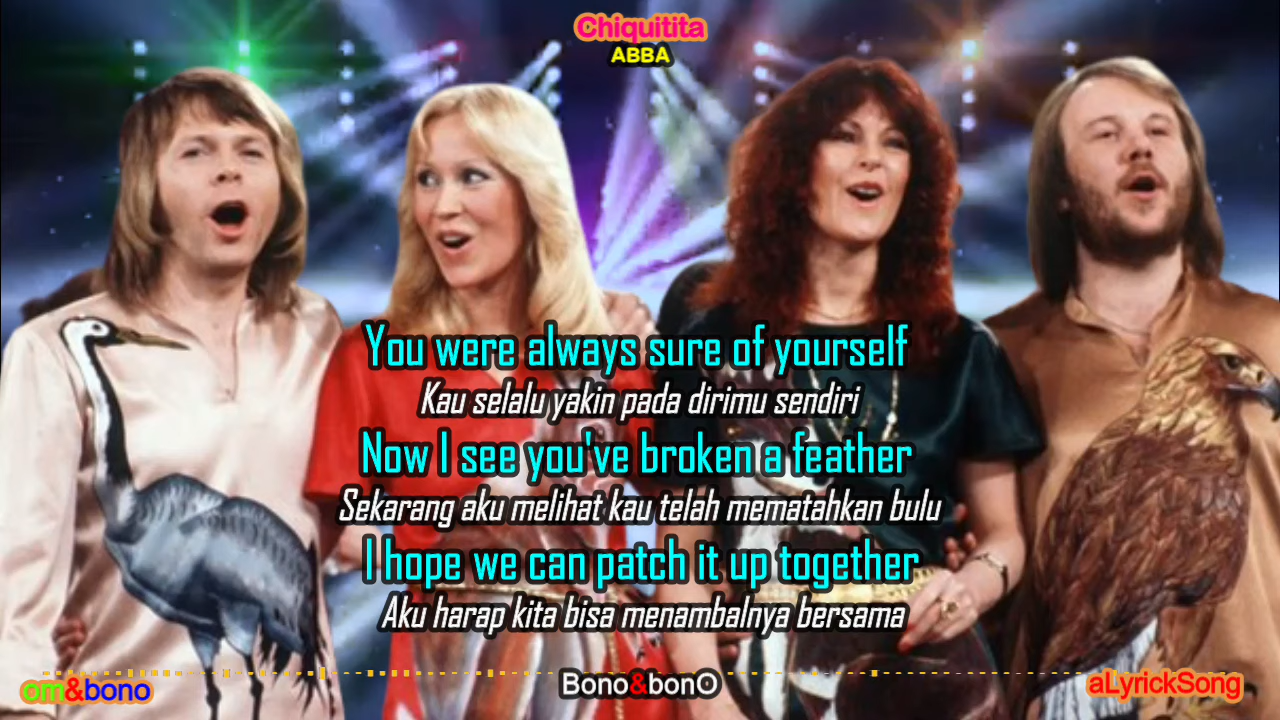 Chiquitita
ABBA
You were always sure of yourself
Kau selalu yakin pada dirimu sendiri
Now I see you've broken a feather
Sekarang aku melihat kau telah mematahkan bulu
I hope we can patch it up together
Aku harap kita bisa menambalnya bersama
om&bono
Bono&bonO
aLyrickSong